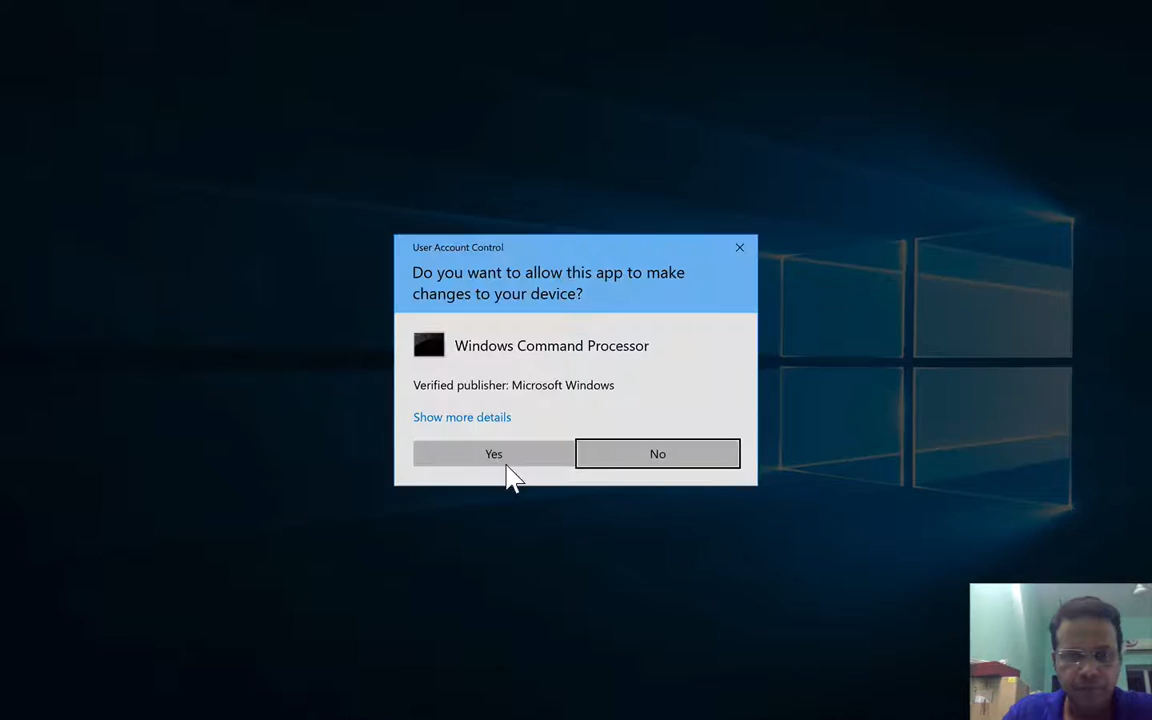 User Account Control
Do you want to allow this app to make
changes to your device?
Windows Command Processor
Verified publisher: Microsoft Windows
Show more details
Yes
No